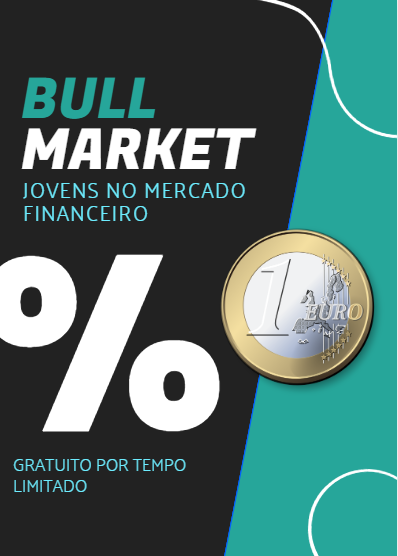 BULL
MARKET
JOVENS NO MERCADO
FINANCEIRO
1 EURO
%
GRATUITO POR TEMPO
LIMITADO